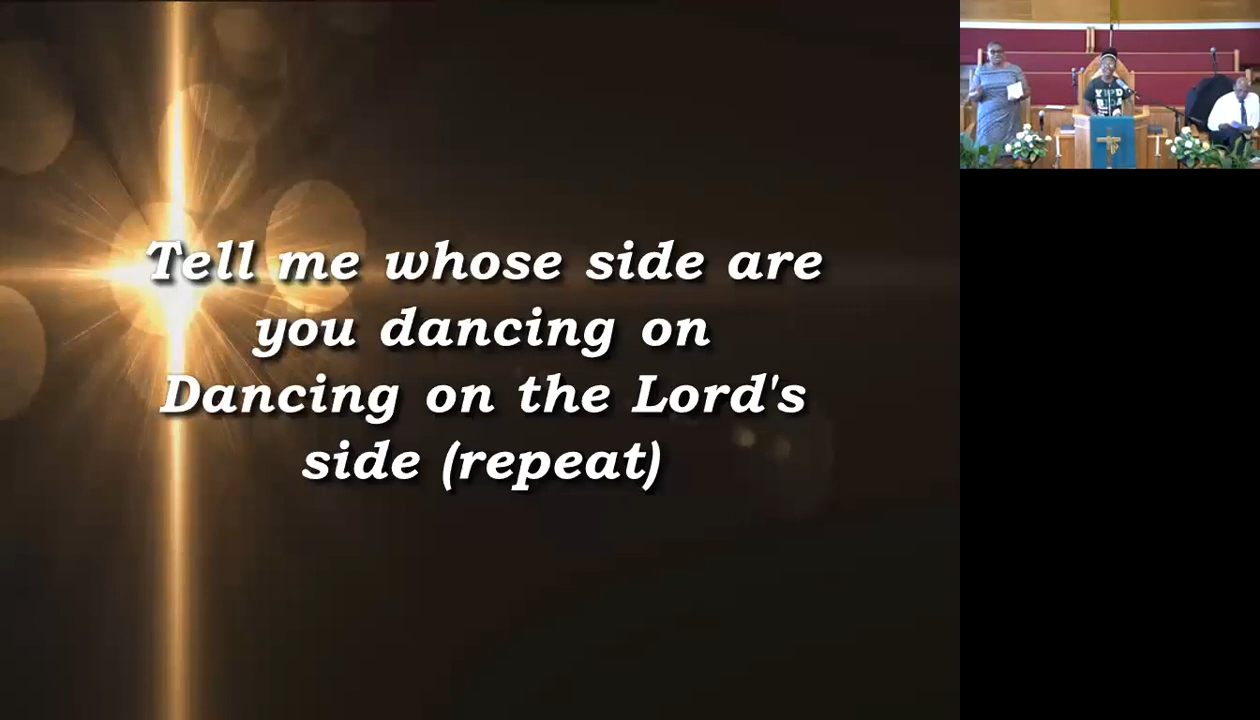 Tell me whose side are
you dancing on
Dancing on the Lord's
side (repeat)